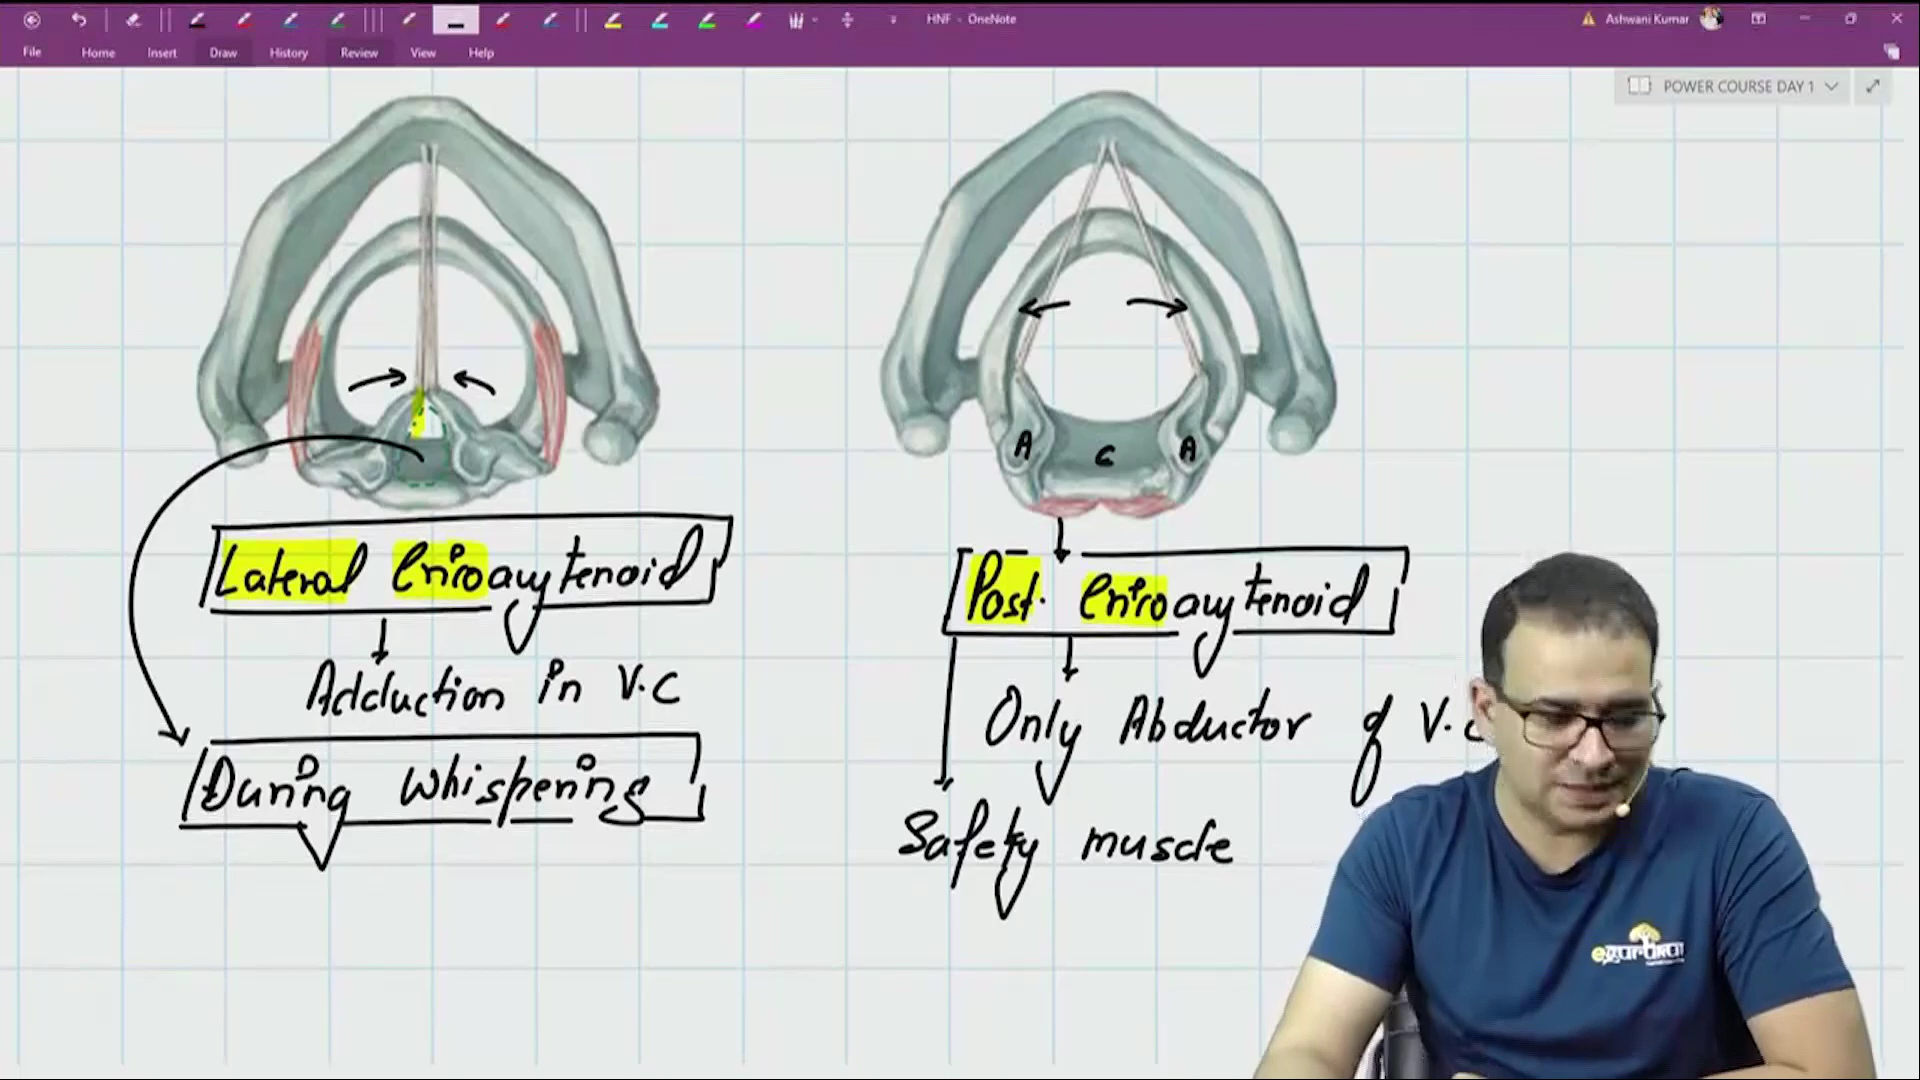 HNF - OneNote
Ashwani Kumar
File Home Insert Draw History Review View Help
POWER COURSE DAY 1
A C A
Lateral Cricoarytenoid
Adduction in V.C
During Whispering
Post. Cricoarytenoid
Only Abductor of V.C
Safety muscle